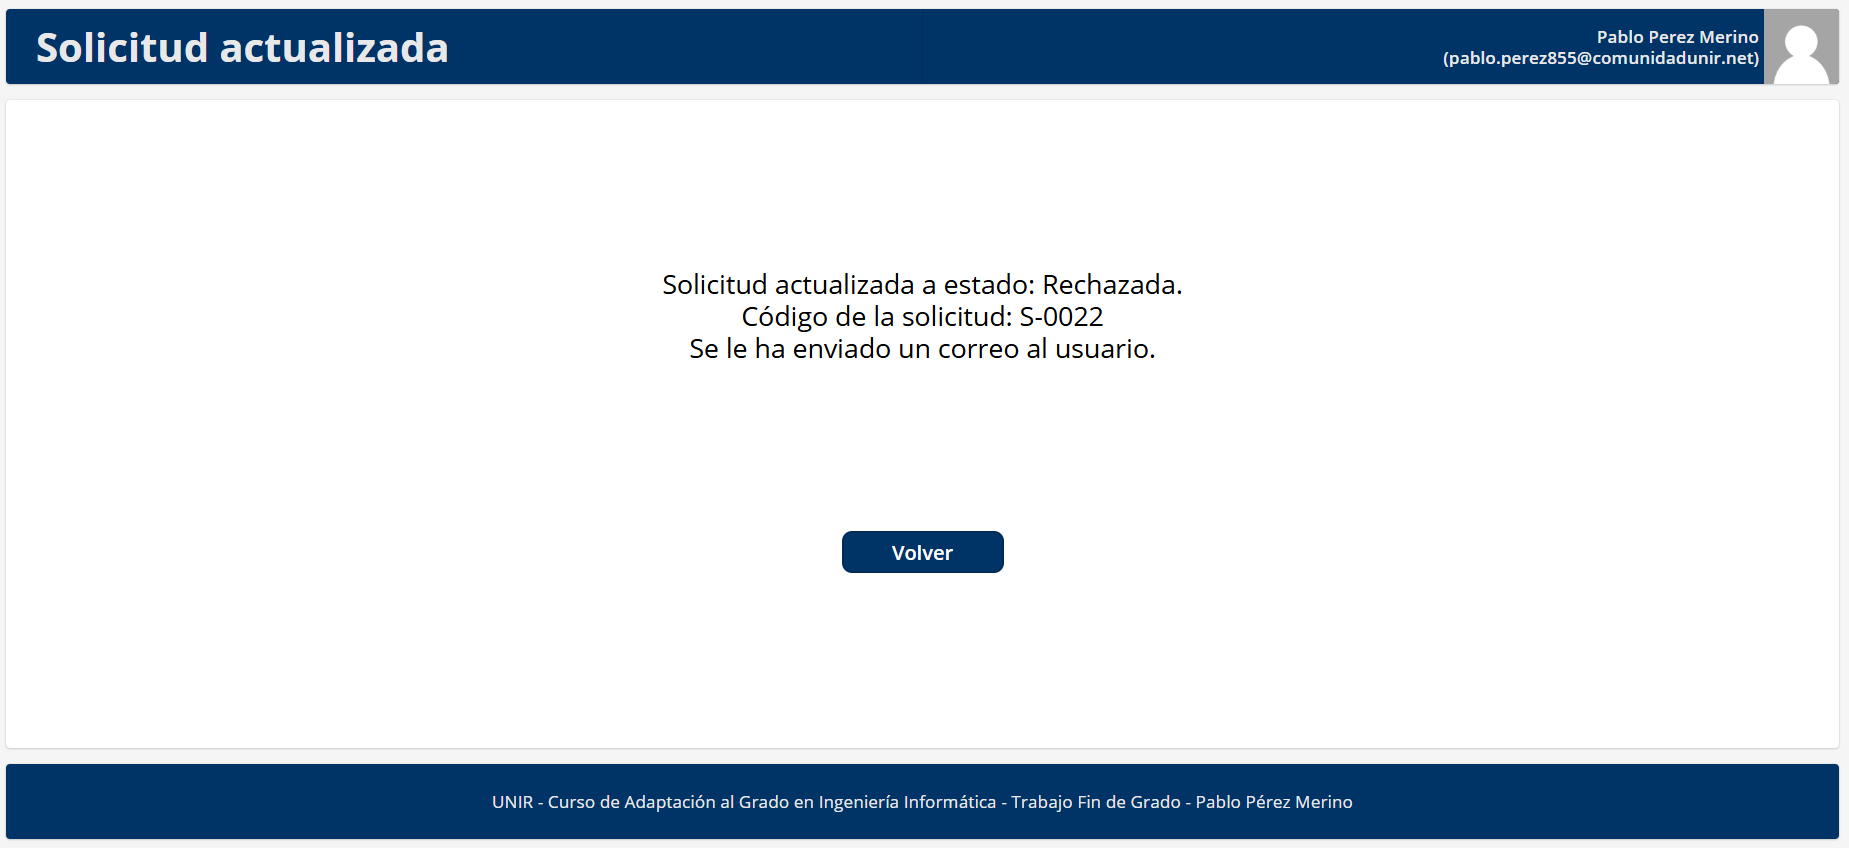 Solicitud actualizada
Pablo Perez Merino
(pablo.perez855@comunidadunir.net)
Solicitud actualizada a estado: Rechazada.
Código de la solicitud: S-0022
Se le ha enviado un correo al usuario.
Volver
UNIR - Curso de Adaptación al Grado en Ingeniería Informática - Trabajo Fin de Grado - Pablo Pérez Merino